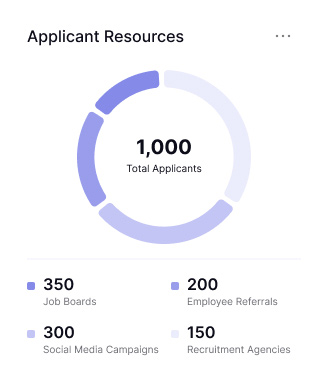 Applicant Resources
1,000
Total Applicants
350
Job Boards
200
Employee Referrals
300
Social Media Campaigns
150
Recruitment Agencies